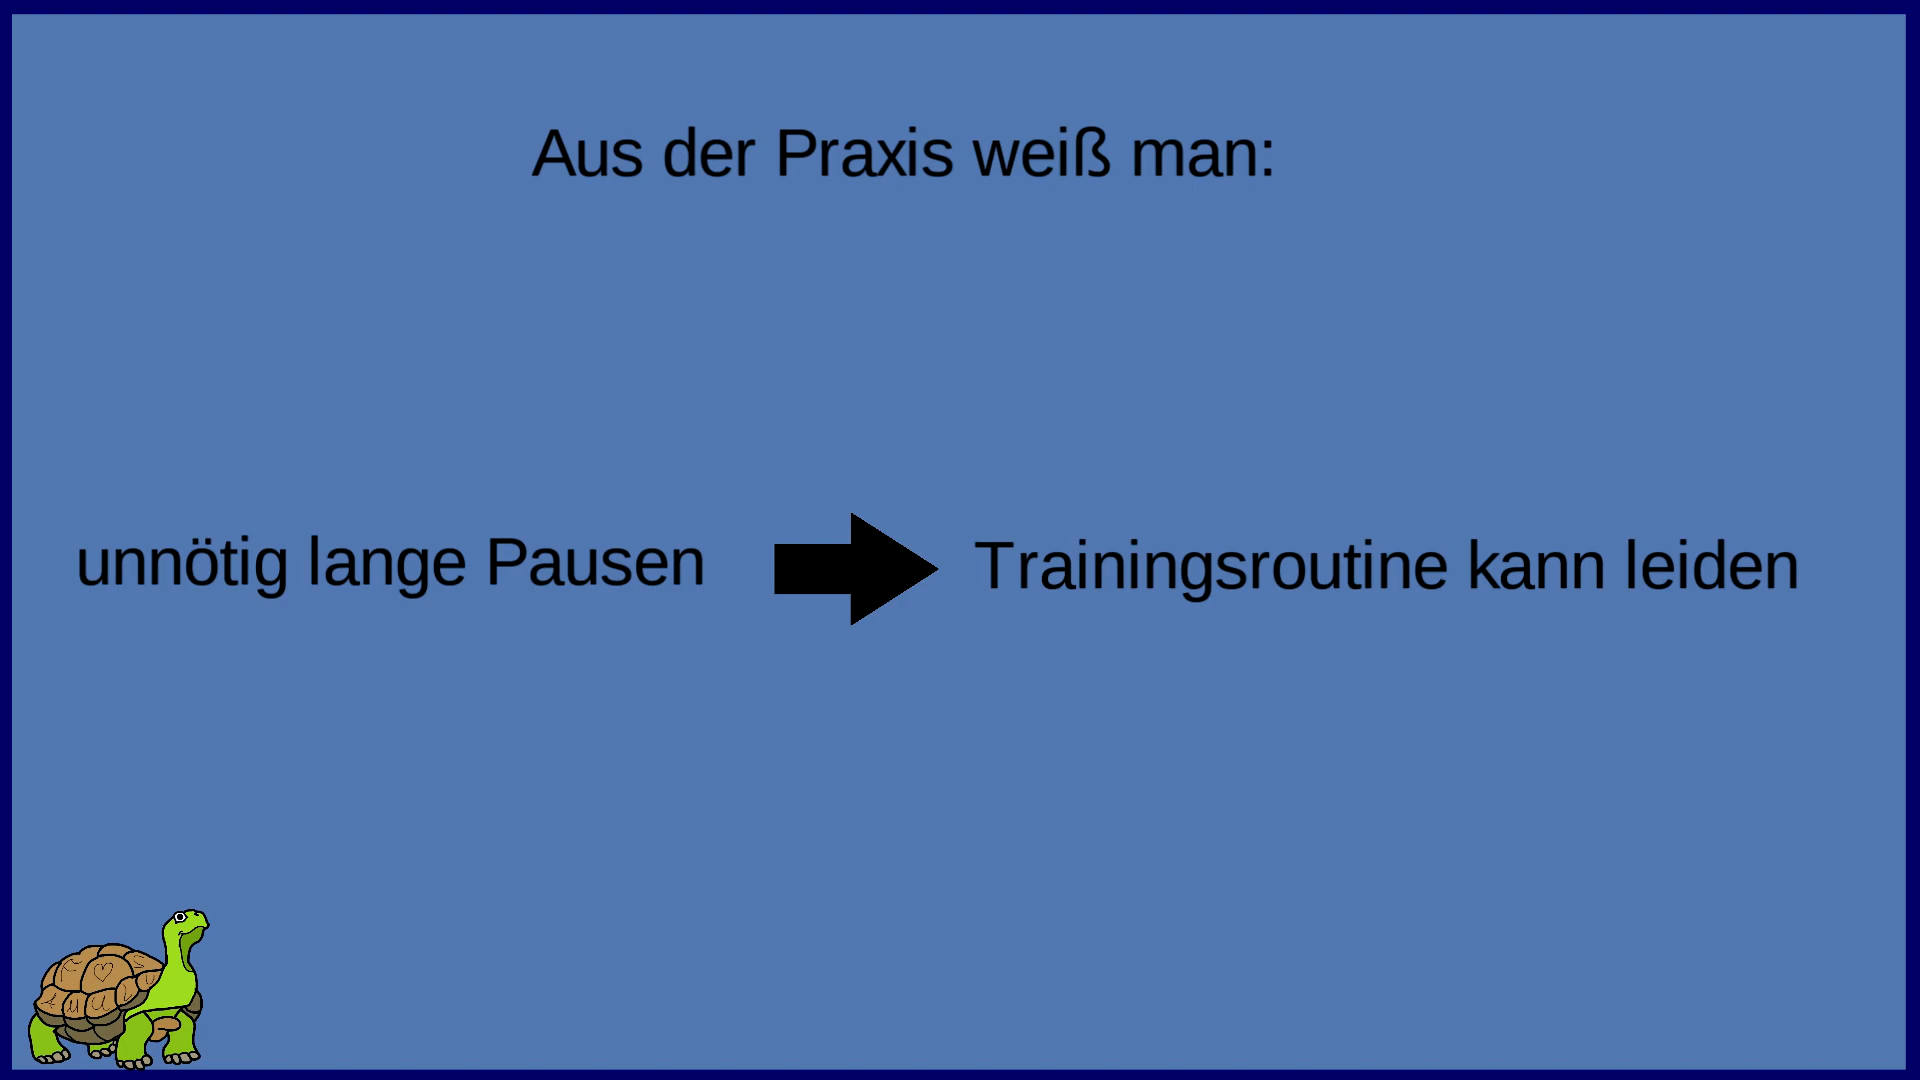 Aus der Praxis weiß man:
unnötig lange Pausen
Trainingsroutine kann leiden